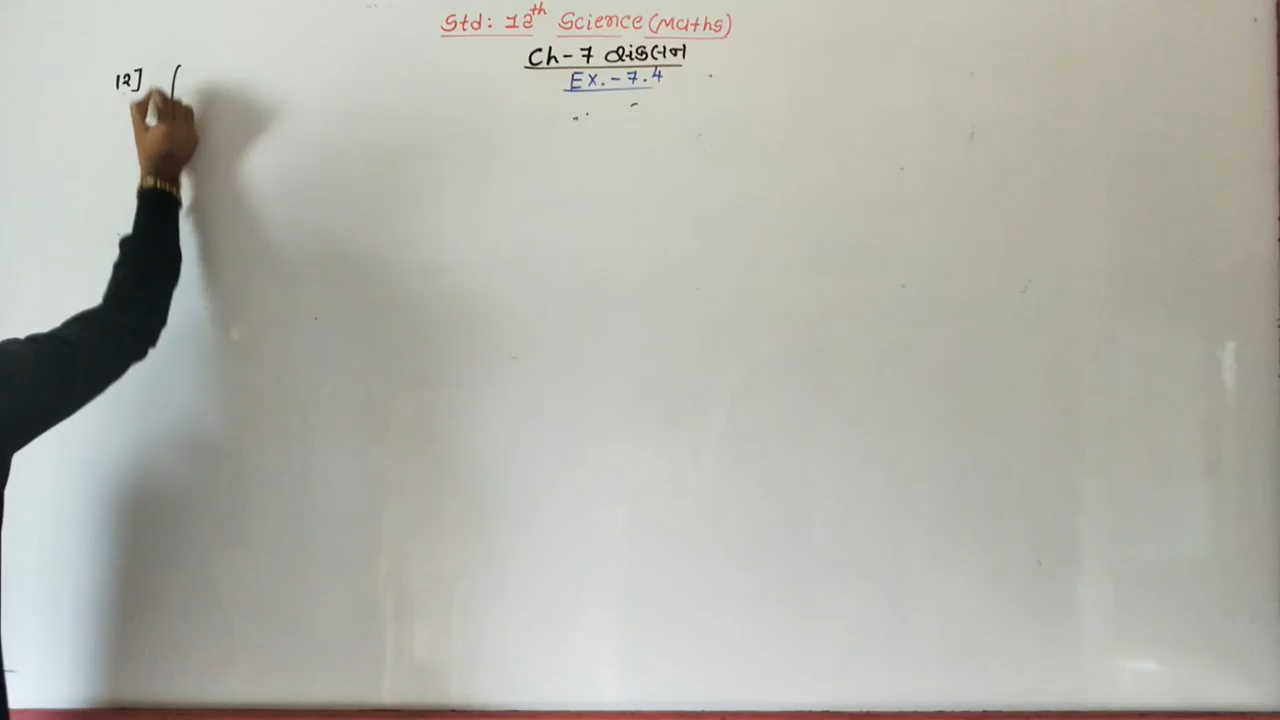 Std: 12th Science (Maths)
Ch-7 વિકલન
Ex.-7.4
12] ∫